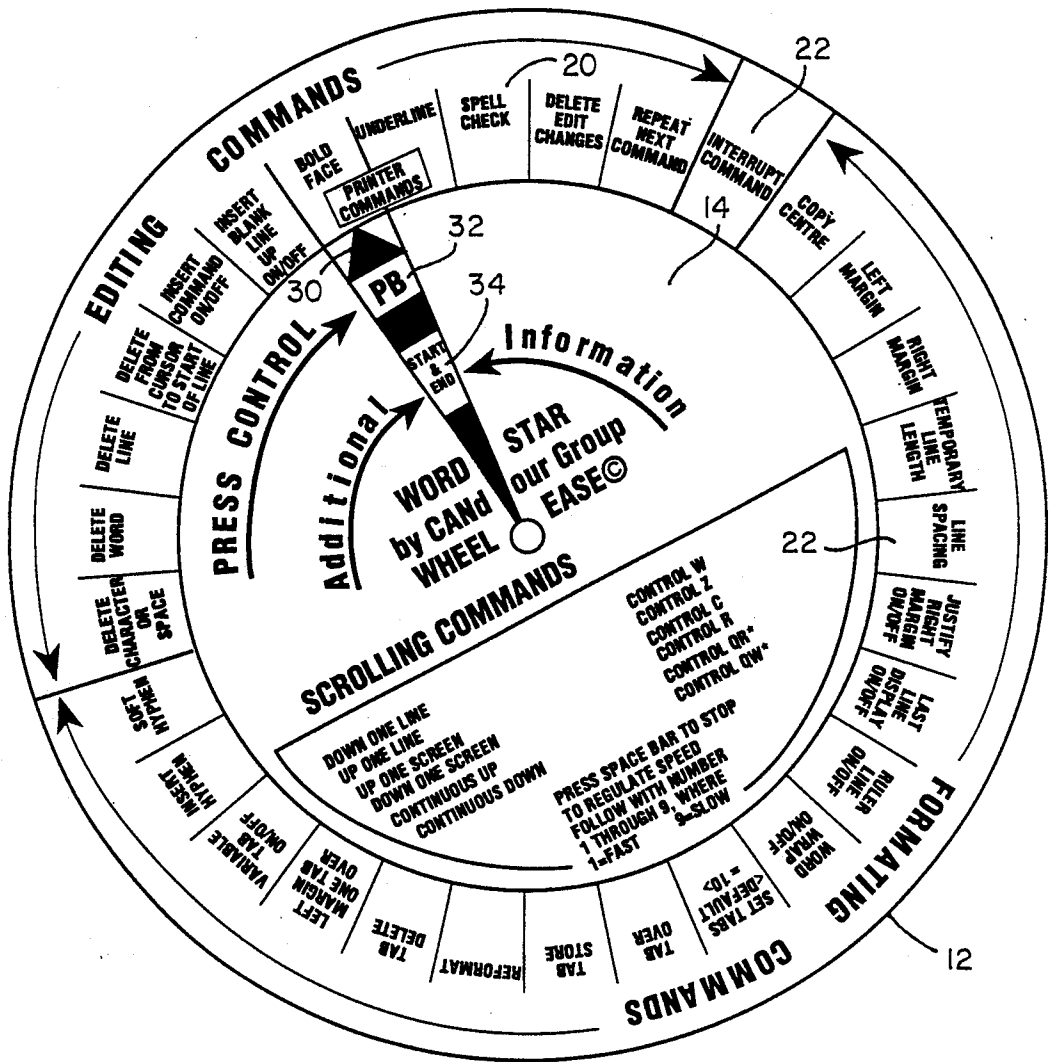 EDITING COMMANDS
DELETE
CHARACTER
OR
SPACE
DELETE
WORD
DELETE
LINE
DELETE
FROM
CURSOR
TO START
OF LINE
INSERT
COMMAND
ON/OFF
INSERT
BLANK
LINE
UP
ON/OFF
BOLD
FACE
UNDERLINE
PRINTER
COMMANDS
SPELL
CHECK
20
DELETE
EDIT
CHANGES
REPEAT
NEXT
COMMAND
INTERRUPT
COMMAND
22
COPY
CENTRE
LEFT
MARGIN
RIGHT
MARGIN
TEMPORARY
LINE
LENGTH
LINE
SPACING
22
JUSTIFY
RIGHT
MARGIN
ON/OFF
LAST
LINE
DISPLAY
ON/OFF
RULER
LINE
ON/OFF
WORD
WRAP
ON/OFF
SET TABS
<DEFAULT
= 10>
TAB
OVER
TAB
STORE
REFORMAT
TAB
DELETE
LEFT
MARGIN
ONE TAB
OVER
VARIABLE
TAB
ON/OFF
INSERT
HYPMEN
SOFT
HYPMEN
FORMATING COMMANDS
12
14
30
PB
32
START
&
END
34
PRESS CONTROL
Additional Information
WORD STAR
by CANd our Group
WHEEL EASE©
SCROLLING COMMANDS
DOWN ONE LINE
UP ONE LINE
UP ONE SCREEN
DOWN ONE SCREEN
CONTINUOUS UP
CONTINUOUS DOWN
CONTROL W
CONTROL Z
CONTROL C
CONTROL R
CONTROL QR*
CONTROL QW*
PRESS SPACE BAR TO STOP
TO REGULATE SPEED
FOLLOW WITH NUMBER
1 THROUGH 9, WHERE
1=FAST 9=SLOW